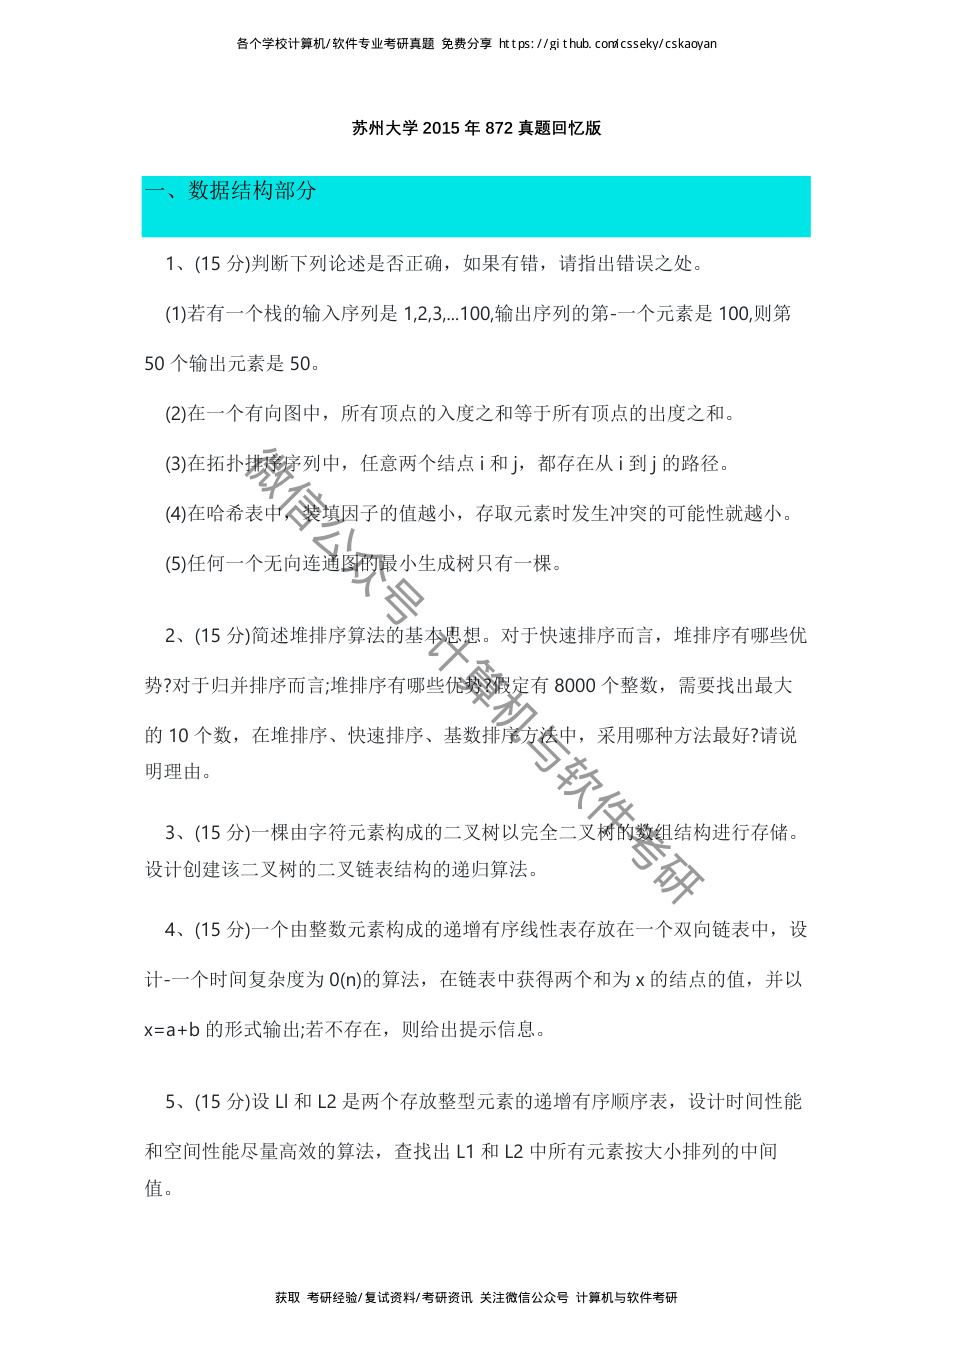 各个学校计算机/软件专业考研真题 免费分享 https://github.com/csseky/cskaoyan
苏州大学 2015 年 872 真题回忆版
一、数据结构部分
1、(15 分)判断下列论述是否正确，如果有错，请指出错误之处。
(1)若有一个栈的输入序列是 1,2,3,...100,输出序列的第-一个元素是 100,则第
50 个输出元素是 50。
(2)在一个有向图中，所有顶点的入度之和等于所有顶点的出度之和。
(3)在拓扑排序序列中，任意两个结点 i 和 j，都存在从 i 到 j 的路径。
(4)在哈希表中，装填因子的值越小，存取元素时发生冲突的可能性就越小。
(5)任何一个无向连通图的最小生成树只有一棵。
2、(15 分)简述堆排序算法的基本思想。对于快速排序而言，堆排序有哪些优
势?对于归并排序而言;堆排序有哪些优势?假定有 8000 个整数，需要找出最大
的 10 个数，在堆排序、快速排序、基数排序方法中，采用哪种方法最好?请说
明理由。
3、(15 分)一棵由字符元素构成的二叉树以完全二叉树的数组结构进行存储。
设计创建该二叉树的二叉链表结构的递归算法。
4、(15 分)一个由整数元素构成的递增有序线性表存放在一个双向链表中，设
计-一个时间复杂度为 0(n)的算法，在链表中获得两个和为 x 的结点的值，并以
x=a+b 的形式输出;若不存在，则给出提示信息。
5、(15 分)设 Ll 和 L2 是两个存放整型元素的递增有序顺序表，设计时间性能
和空间性能尽量高效的算法，查找出 L1 和 L2 中所有元素按大小排列的中间
值。
微信公众号 计算机与软件考研
获取 考研经验/复试资料/考研资讯 关注微信公众号 计算机与软件考研